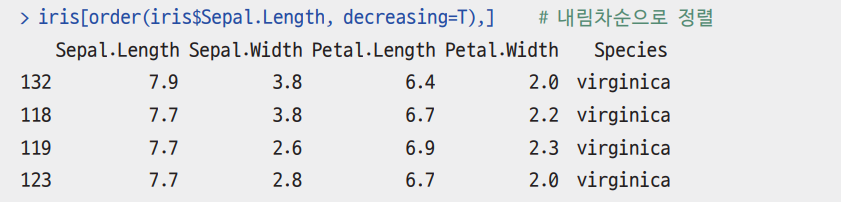 > iris[order(iris$Sepal.Length, decreasing=T),] # 내림차순으로 정렬
Sepal.Length Sepal.Width Petal.Length Petal.Width Species
132 7.9 3.8 6.4 2.0 virginica
118 7.7 3.8 6.7 2.2 virginica
119 7.7 2.6 6.9 2.3 virginica
123 7.7 2.8 6.7 2.0 virginica